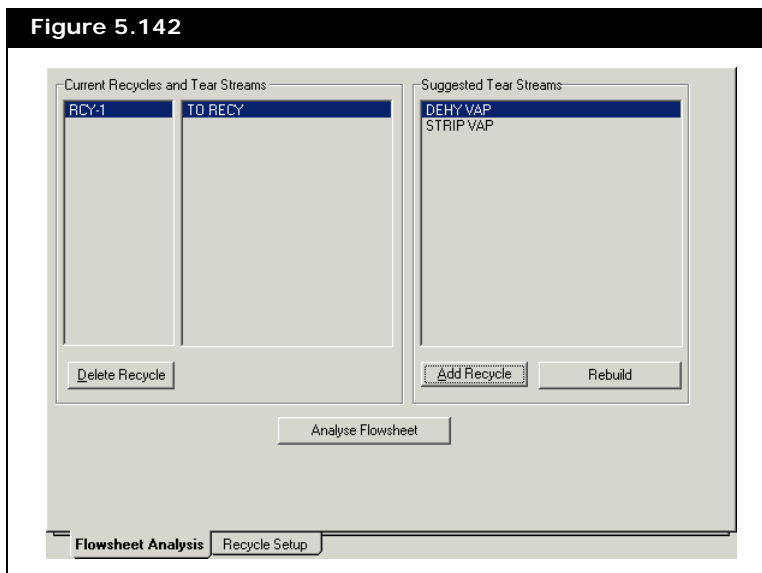 Figure 5.142
Current Recycles and Tear Streams
RCY-1
TO RECY
Delete Recycle
Suggested Tear Streams
DEHY VAP
STRIP VAP
Add Recycle
Rebuild
Analyse Flowsheet
Flowsheet Analysis
Recycle Setup